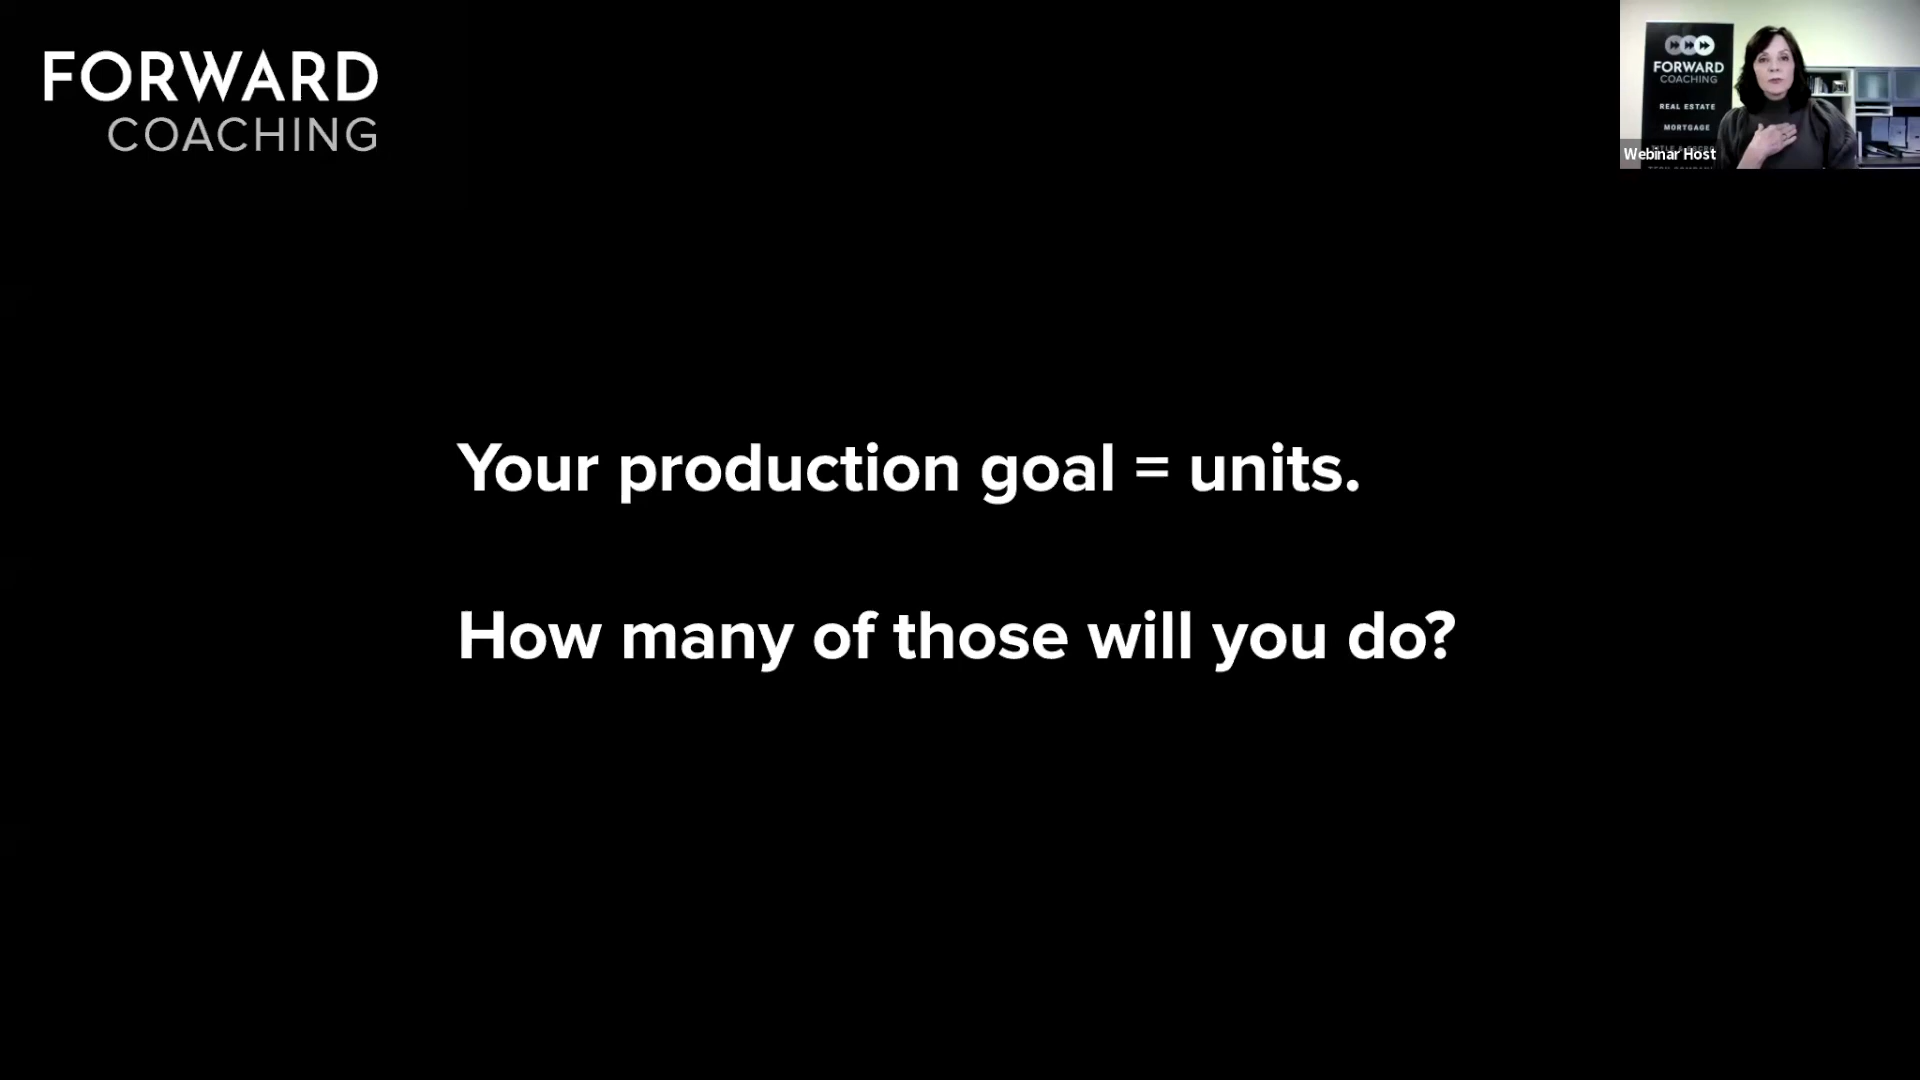 FORWARD
COACHING
FORWARD
COACHING
REAL ESTATE
MORTGAGE
Webinar Host
Your production goal = units.
How many of those will you do?